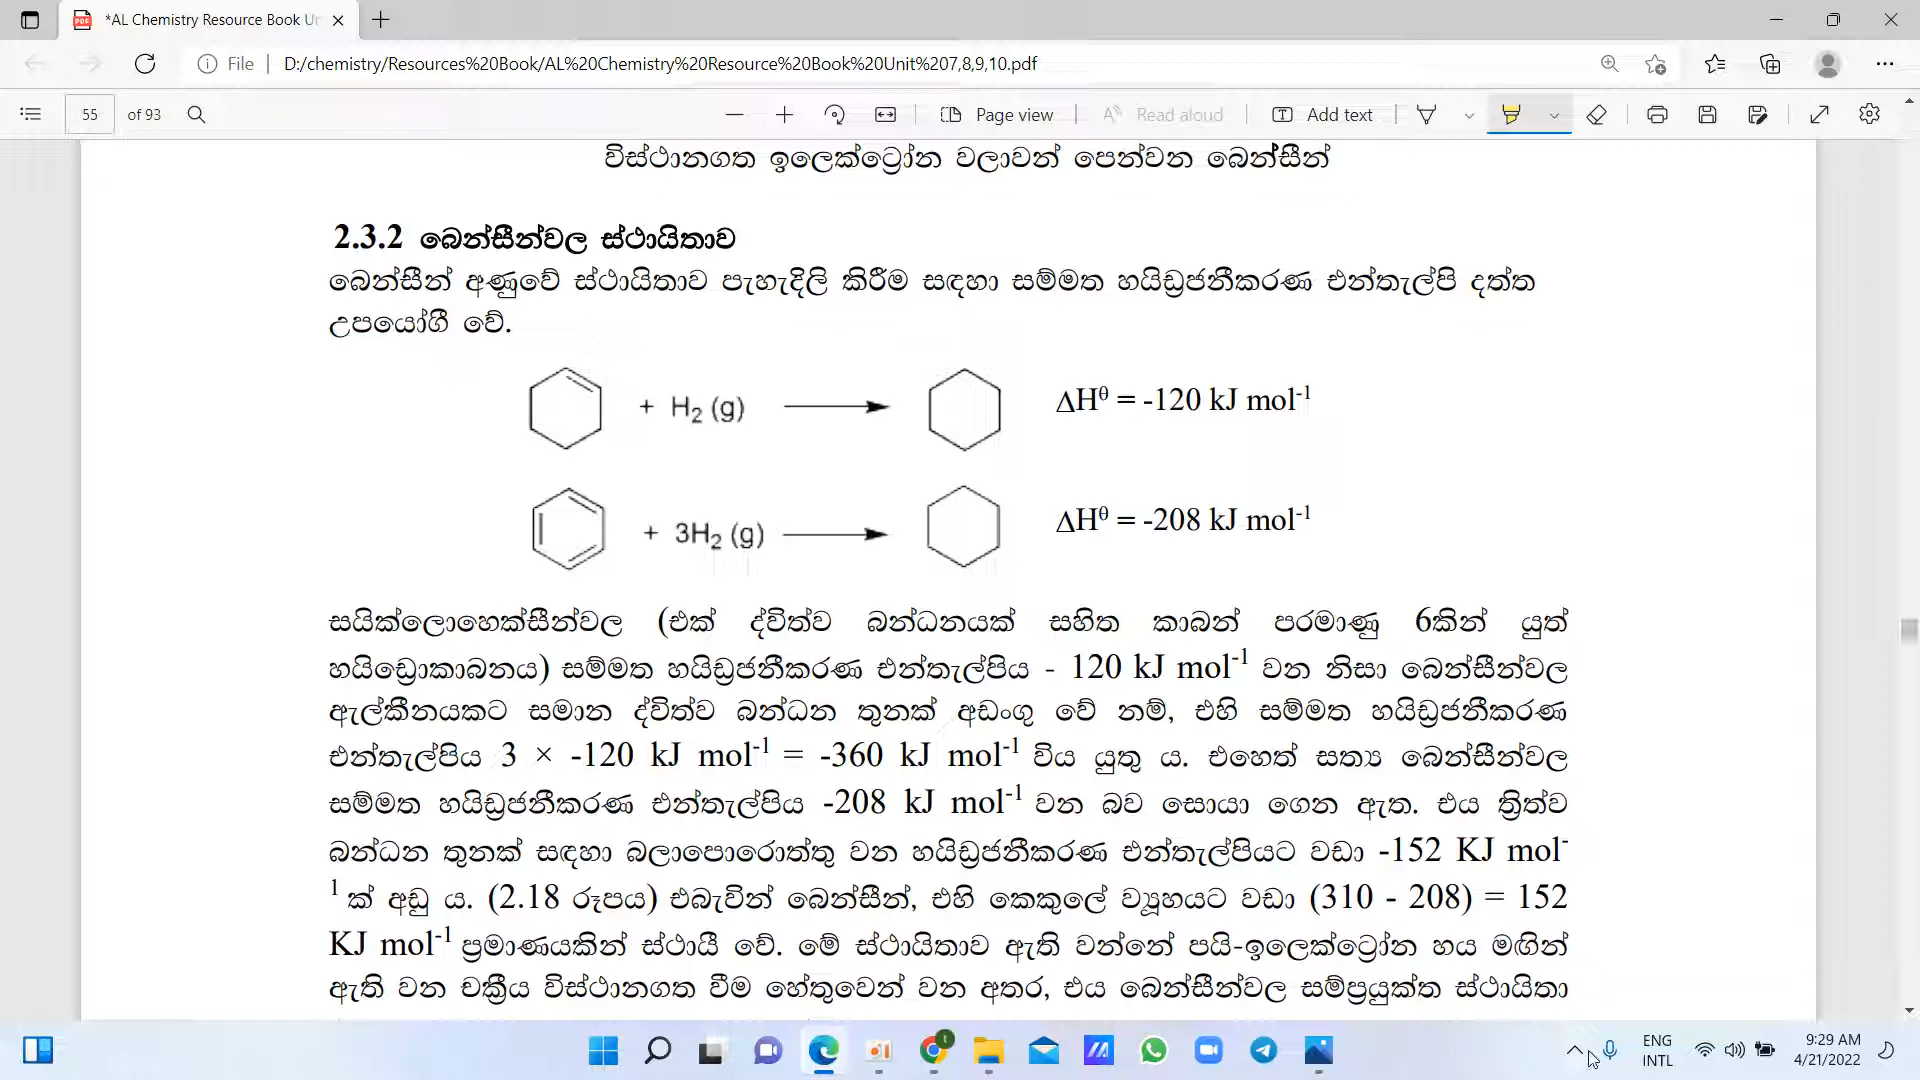 *AL Chemistry Resource Book Un
File
D:/chemistry/Resources%20Book/AL%20Chemistry%20Resource%20Book%20Unit%207,8,9,10.pdf
55 of 93
Page view
Read aloud
Add text
විස්ථානගත ඉලෙක්ට්‍රෝන වලාවන් පෙන්වන බෙන්සීන්
2.3.2 බෙන්සීන්වල ස්ථායිතාව
බෙන්සීන් අණුවේ ස්ථායිතාව පැහැදිලි කිරීම සඳහා සම්මත හයිඩ්‍රජනීකරණ එන්තැල්පි දත්ත
උපයෝගී වේ.
+ H₂ (g)
ΔHᶿ = -120 kJ mol⁻¹
+ 3H₂ (g)
ΔHᶿ = -208 kJ mol⁻¹
සයික්ලොහෙක්සීන්වල (එක් ද්විත්ව බන්ධනයක් සහිත කාබන් පරමාණු 6කින් යුත්
හයිඩ්‍රොකාබනය) සම්මත හයිඩ්‍රජනීකරණ එන්තැල්පිය - 120 kJ mol⁻¹ වන නිසා බෙන්සීන්වල
ඇල්කීනයකට සමාන ද්විත්ව බන්ධන තුනක් අඩංගු වේ නම්, එහි සම්මත හයිඩ්‍රජනීකරණ
එන්තැල්පිය 3 × -120 kJ mol⁻¹ = -360 kJ mol⁻¹ විය යුතු ය. එහෙත් සත්‍ය බෙන්සීන්වල
සම්මත හයිඩ්‍රජනීකරණ එන්තැල්පිය -208 kJ mol⁻¹ වන බව සොයා ගෙන ඇත. එය ත්‍රිත්ව
බන්ධන තුනක් සඳහා බලාපොරොත්තු වන හයිඩ්‍රජනීකරණ එන්තැල්පියට වඩා -152 KJ mol⁻
¹ ක් අඩු ය. (2.18 රූපය) එබැවින් බෙන්සීන්, එහි කෙකුලේ ව්‍යූහයට වඩා (310 - 208) = 152
KJ mol⁻¹ ප්‍රමාණයකින් ස්ථායී වේ. මේ ස්ථායිතාව ඇති වන්නේ පයි-ඉලෙක්ට්‍රෝන හය මඟින්
ඇති වන චක්‍රීය විස්ථානගත වීම හේතුවෙන් වන අතර, එය බෙන්සීන්වල සම්ප්‍රයුක්ත ස්ථායිතා
ENG
INTL
9:29 AM
4/21/2022